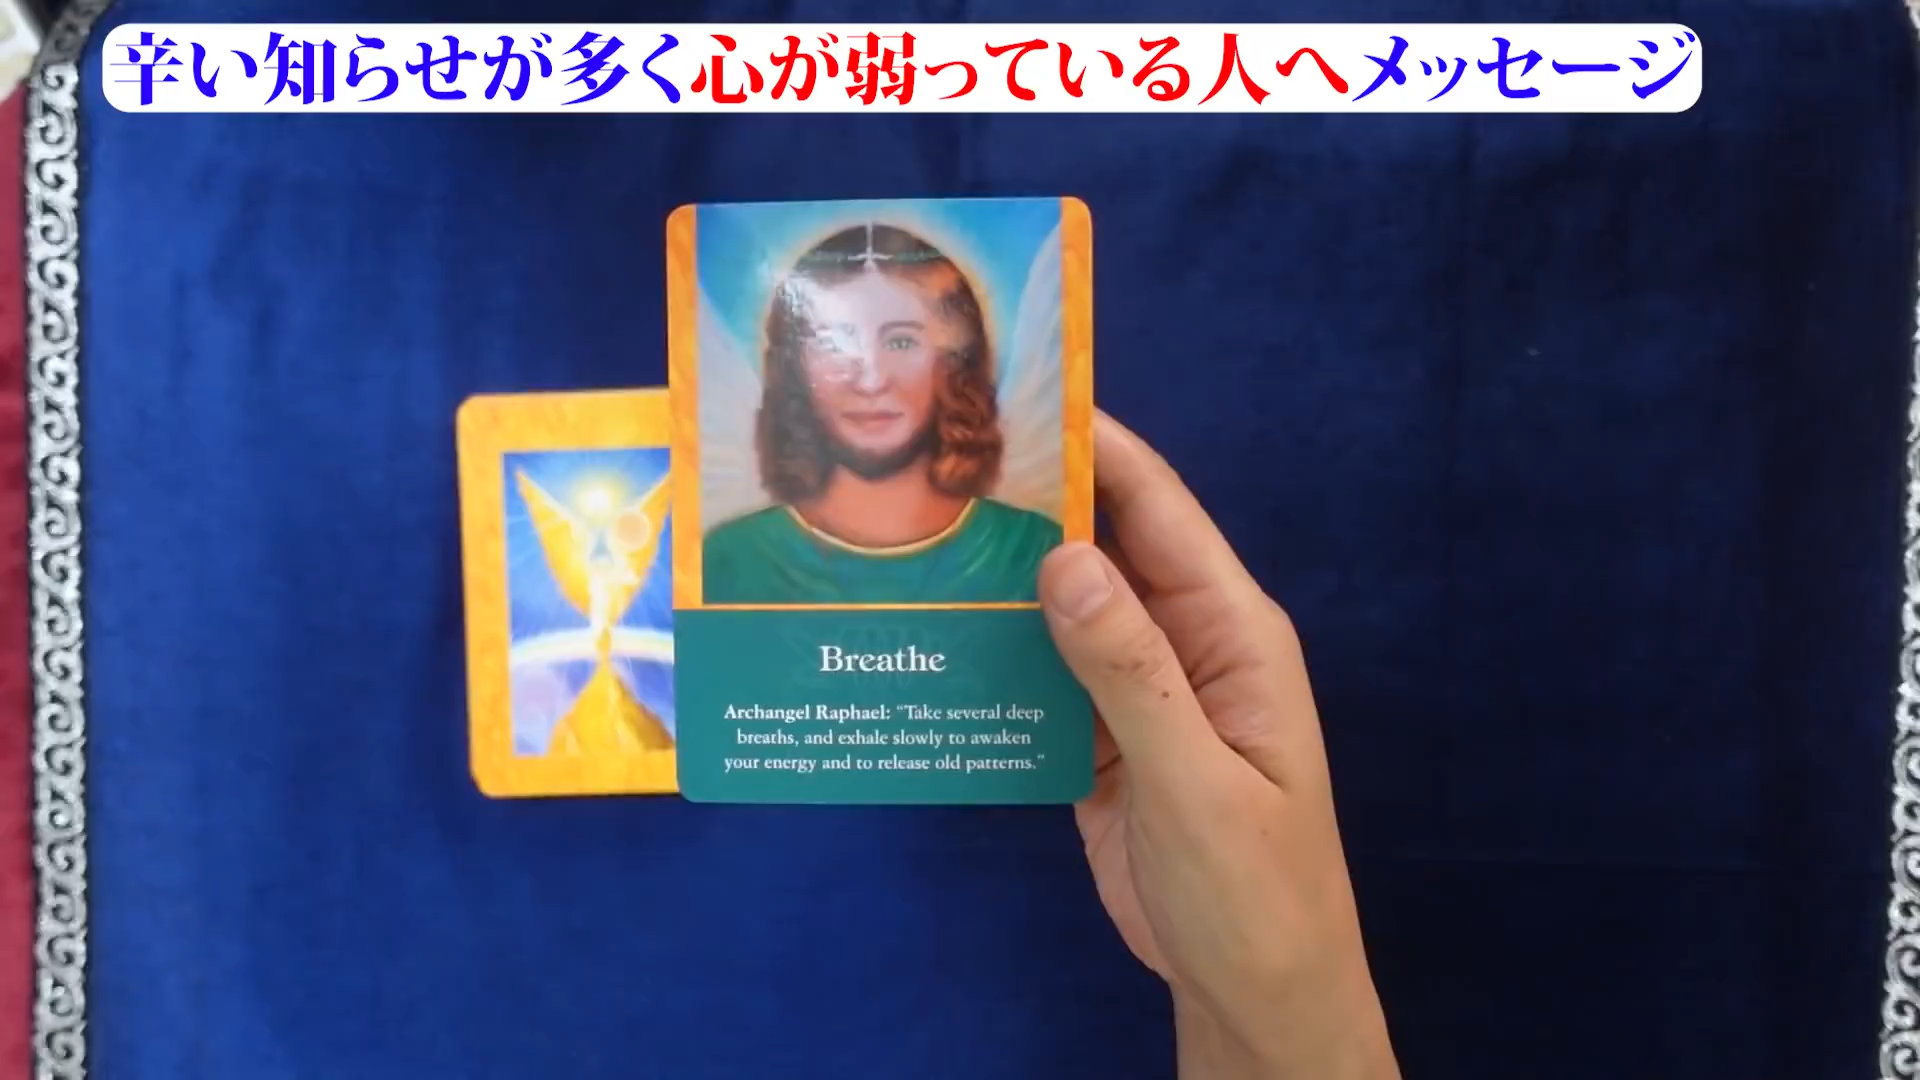 辛い知らせが多く心が弱っている人へメッセージ
Breathe
Archangel Raphael: “Take several deep
breaths, and exhale slowly to awaken
your energy and to release old patterns.”